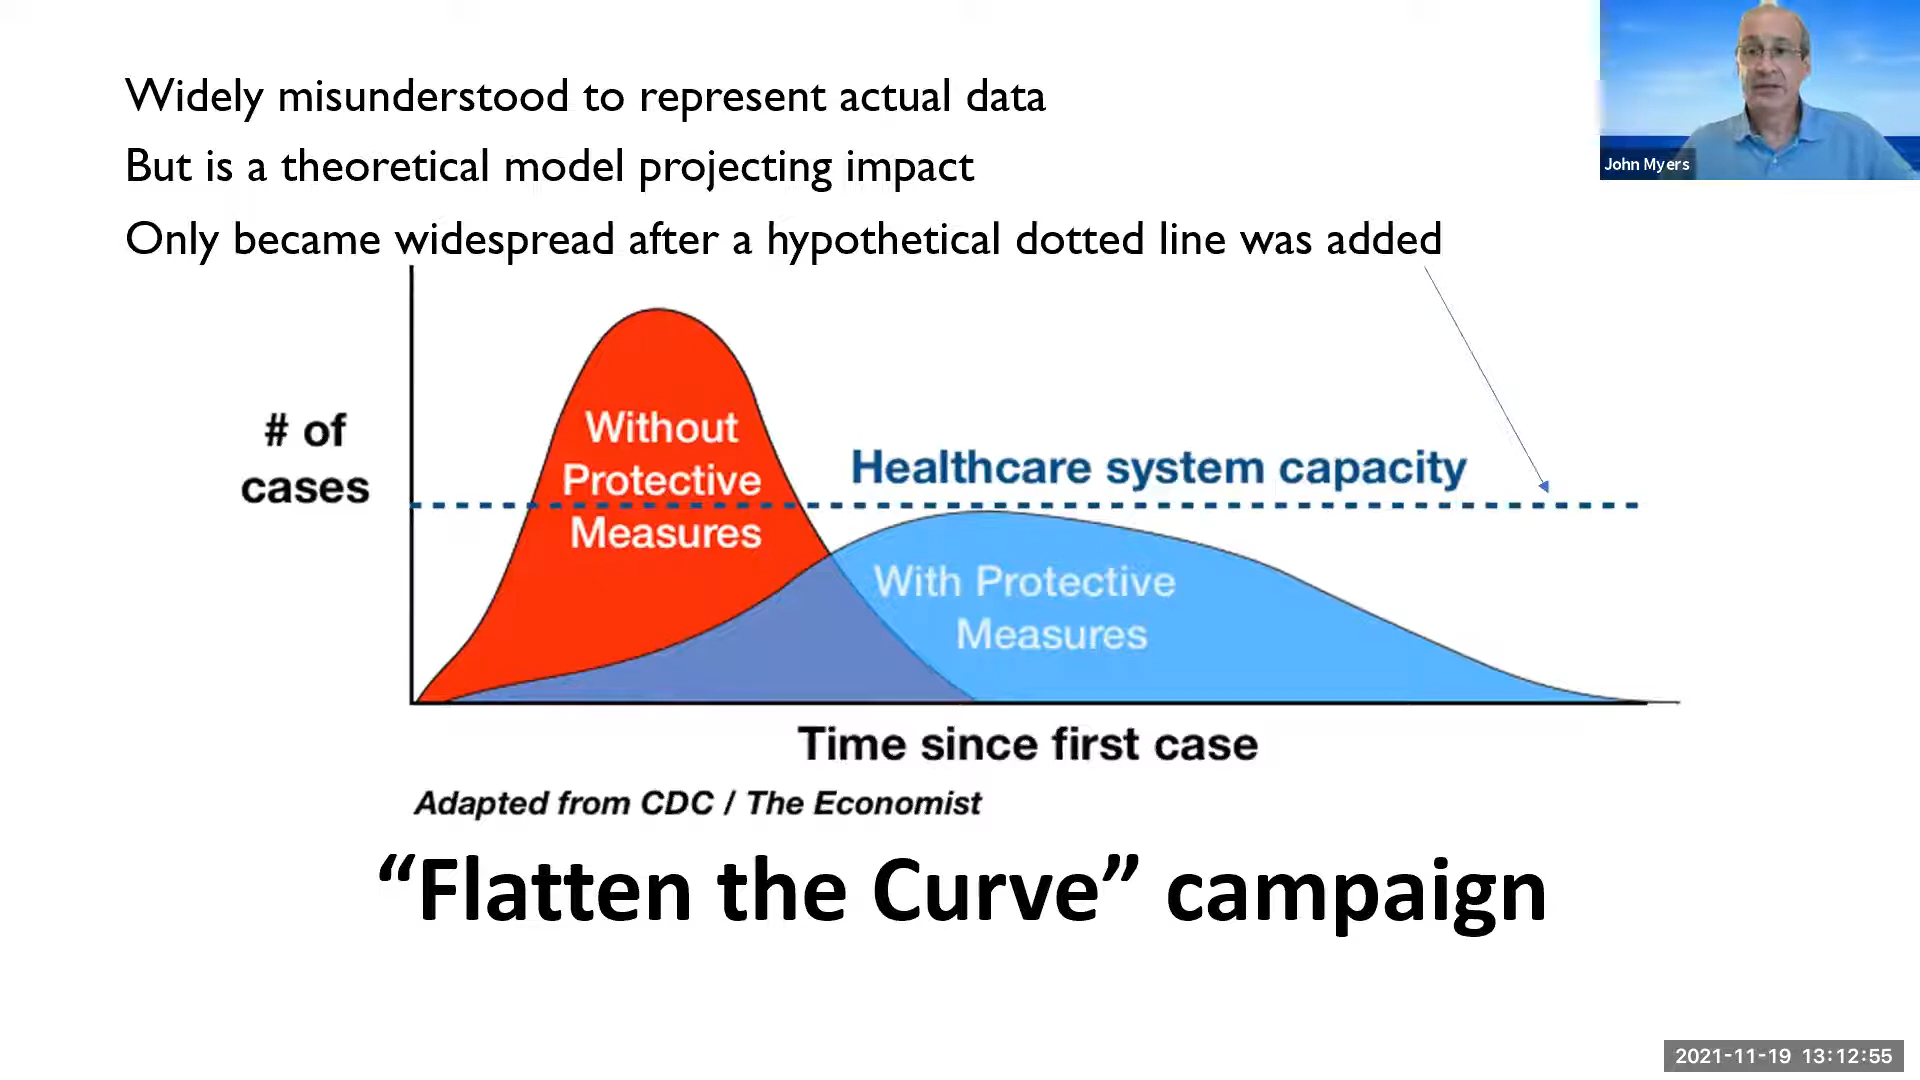 Widely misunderstood to represent actual data
But is a theoretical model projecting impact
Only became widespread after a hypothetical dotted line was added
John Myers
# of
cases
Without
Protective
Measures
Healthcare system capacity
With Protective
Measures
Time since first case
Adapted from CDC / The Economist
“Flatten the Curve” campaign
2021-11-19 13:12:55